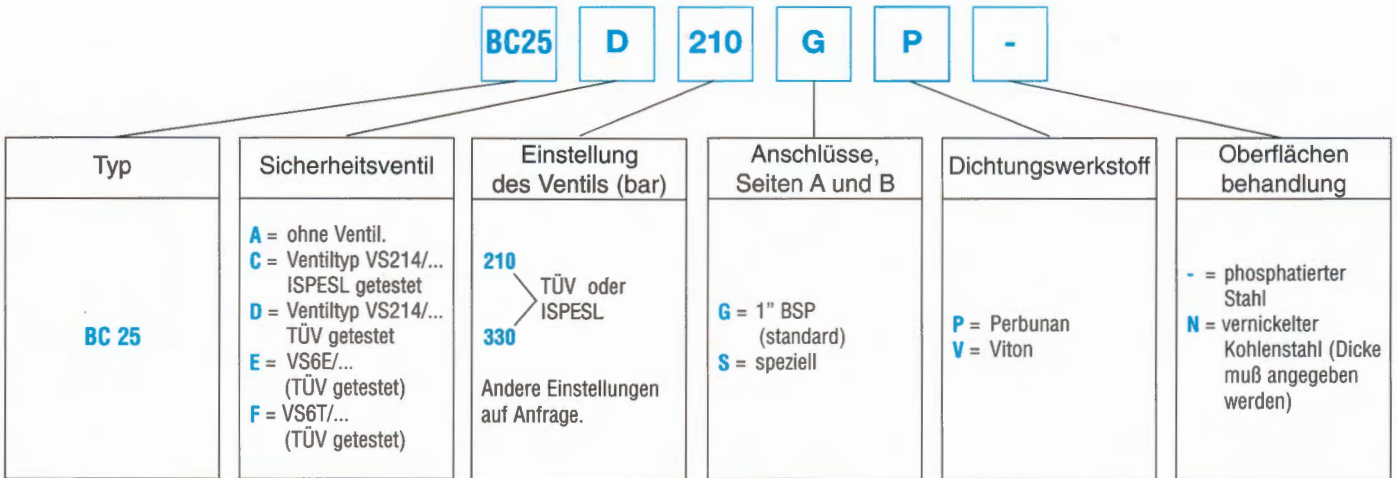 BC25 D 210 G P -
Typ
BC 25
Sicherheitsventil
A = ohne Ventil.
C = Ventiltyp VS214/...
ISPESL getestet
D = Ventiltyp VS214/...
TÜV getestet
E = VS6E/...
(TÜV getestet)
F = VS6T/...
(TÜV getestet)
Einstellung
des Ventils (bar)
210
TÜV oder
ISPESL
330
Andere Einstellungen
auf Anfrage.
Anschlüsse,
Seiten A und B
G = 1" BSP
(standard)
S = speziell
Dichtungswerkstoff
P = Perbunan
V = Viton
Oberflächen
behandlung
- = phosphatierter
Stahl
N = vernickelter
Kohlenstahl (Dicke
muß angegeben
werden)